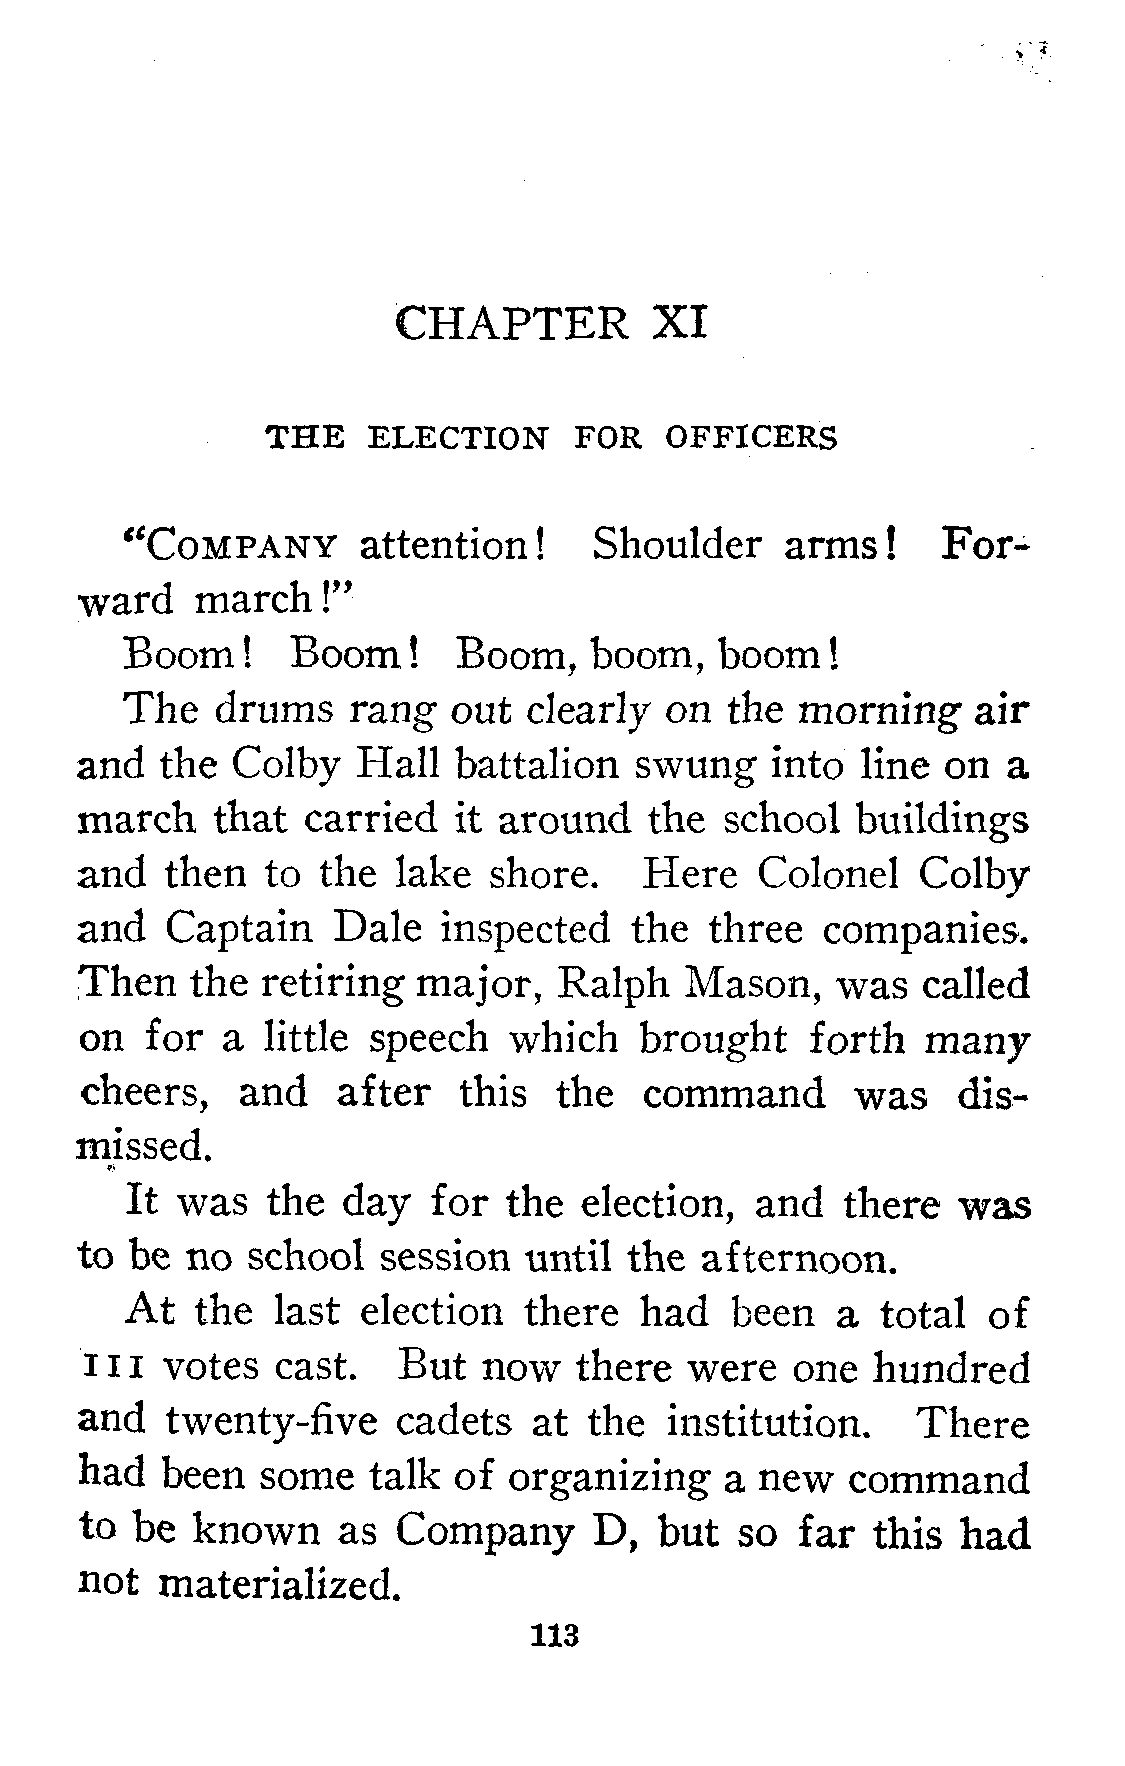 CHAPTER XI
THE ELECTION FOR OFFICERS
“COMPANY attention! Shoulder arms! For-
ward march!”
Boom! Boom! Boom, boom, boom!
The drums rang out clearly on the morning air
and the Colby Hall battalion swung into line on a
march that carried it around the school buildings
and then to the lake shore. Here Colonel Colby
and Captain Dale inspected the three companies.
Then the retiring major, Ralph Mason, was called
on for a little speech which brought forth many
cheers, and after this the command was dis-
missed.
It was the day for the election, and there was
to be no school session until the afternoon.
At the last election there had been a total of
111 votes cast. But now there were one hundred
and twenty-five cadets at the institution. There
had been some talk of organizing a new command
to be known as Company D, but so far this had
not materialized.
113